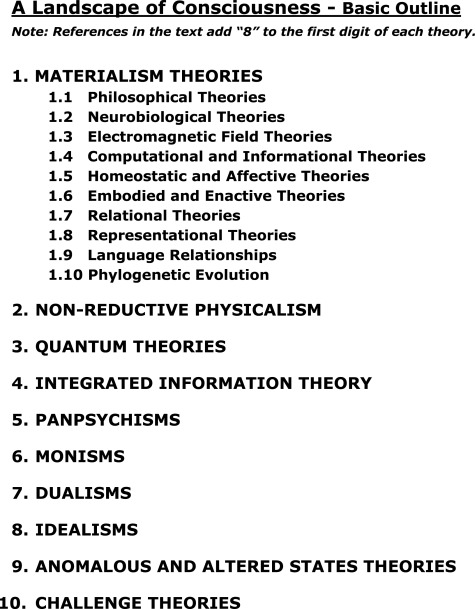 A Landscape of Consciousness - Basic Outline
Note: References in the text add “8” to the first digit of each theory.
1. MATERIALISM THEORIES
1.1 Philosophical Theories
1.2 Neurobiological Theories
1.3 Electromagnetic Field Theories
1.4 Computational and Informational Theories
1.5 Homeostatic and Affective Theories
1.6 Embodied and Enactive Theories
1.7 Relational Theories
1.8 Representational Theories
1.9 Language Relationships
1.10 Phylogenetic Evolution
2. NON-REDUCTIVE PHYSICALISM
3. QUANTUM THEORIES
4. INTEGRATED INFORMATION THEORY
5. PANPSYCHISMS
6. MONISMS
7. DUALISMS
8. IDEALISMS
9. ANOMALOUS AND ALTERED STATES THEORIES
10. CHALLENGE THEORIES